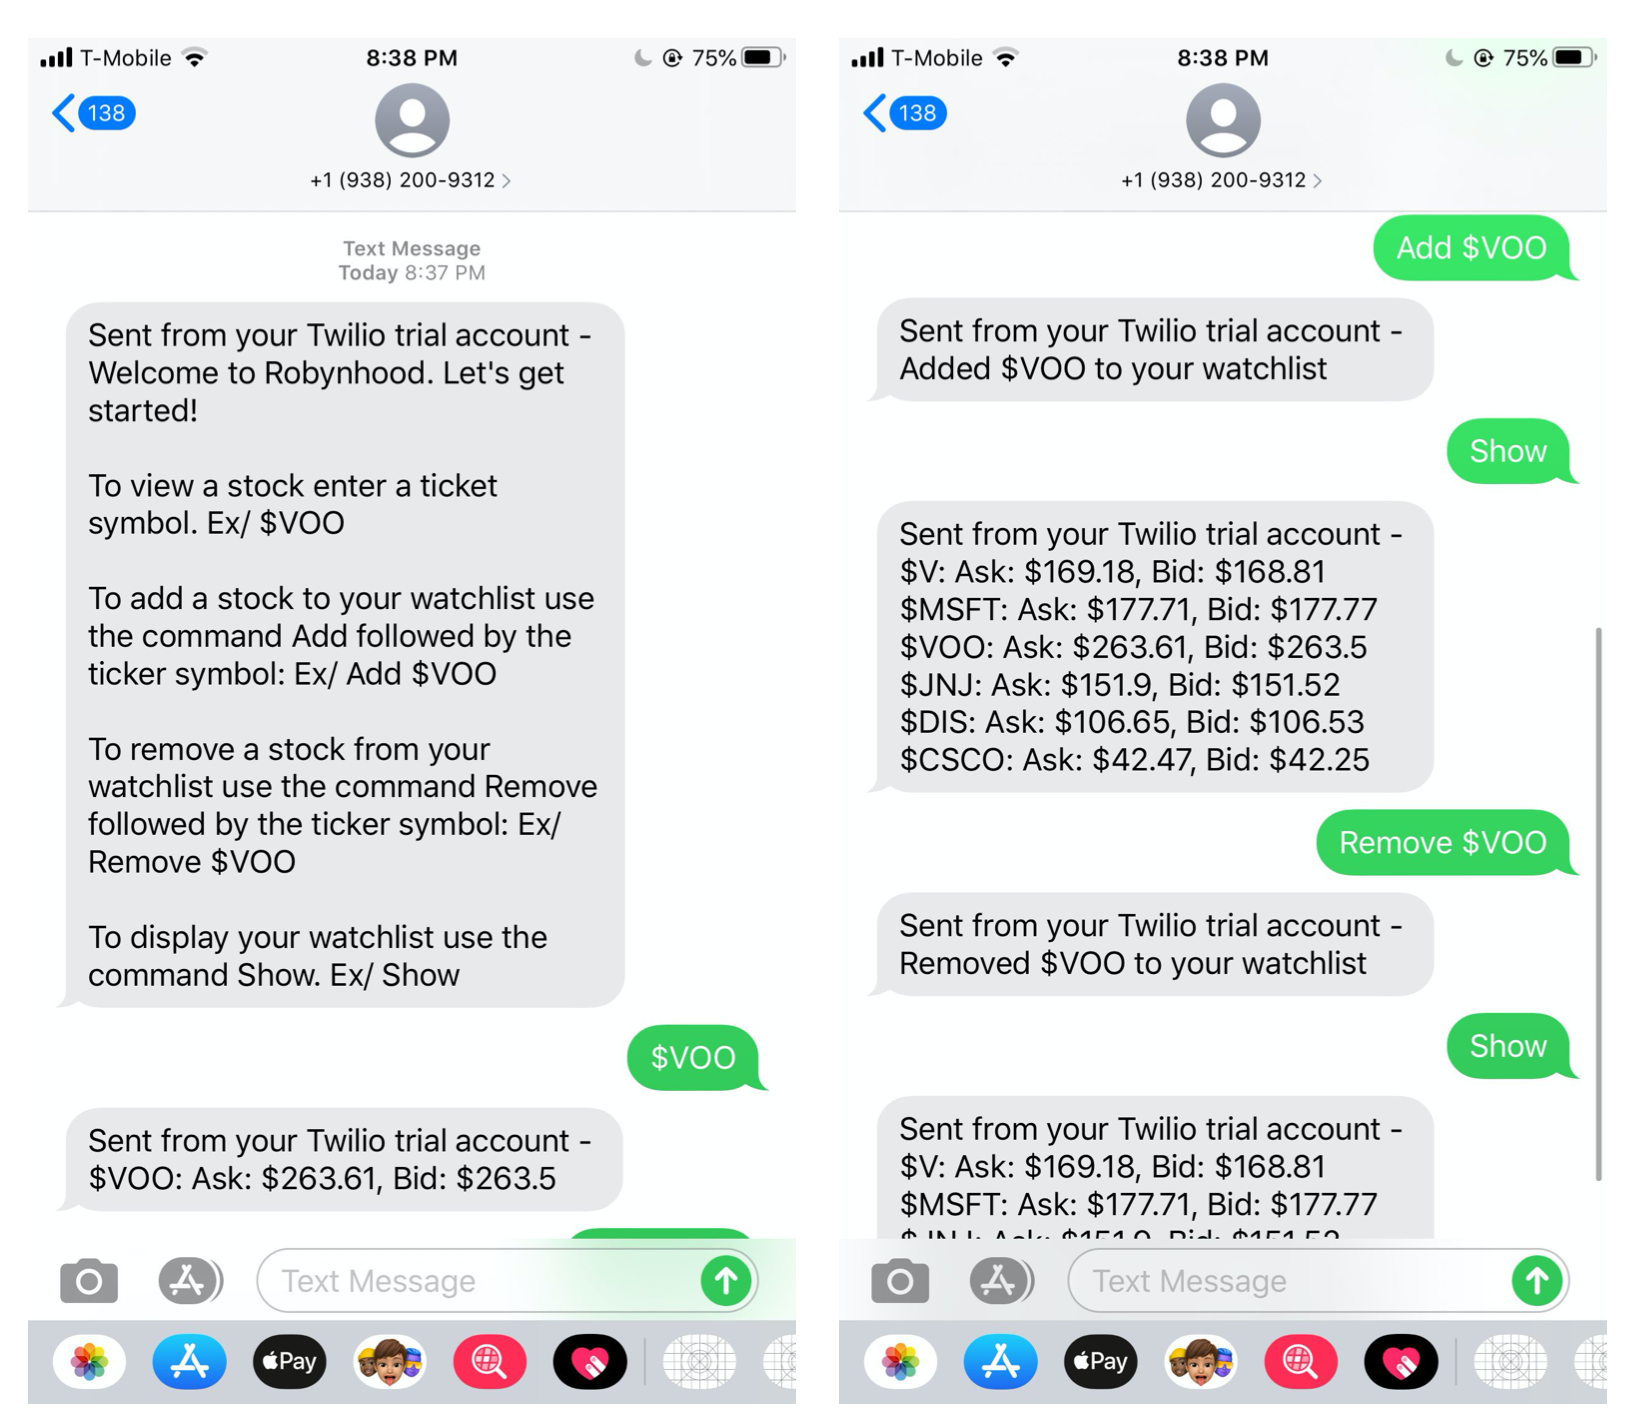 T-Mobile 8:38 PM 75%
138
+1 (938) 200-9312
Text Message
Today 8:37 PM
Sent from your Twilio trial account -
Welcome to Robynhood. Let's get
started!
To view a stock enter a ticket
symbol. Ex/ $VOO
To add a stock to your watchlist use
the command Add followed by the
ticker symbol: Ex/ Add $VOO
To remove a stock from your
watchlist use the command Remove
followed by the ticker symbol: Ex/
Remove $VOO
To display your watchlist use the
command Show. Ex/ Show
$VOO
Sent from your Twilio trial account -
$VOO: Ask: $263.61, Bid: $263.5
Text Message
Pay
T-Mobile 8:38 PM 75%
138
+1 (938) 200-9312
Add $VOO
Sent from your Twilio trial account -
Added $VOO to your watchlist
Show
Sent from your Twilio trial account -
$V: Ask: $169.18, Bid: $168.81
$MSFT: Ask: $177.71, Bid: $177.77
$VOO: Ask: $263.61, Bid: $263.5
$JNJ: Ask: $151.9, Bid: $151.52
$DIS: Ask: $106.65, Bid: $106.53
$CSCO: Ask: $42.47, Bid: $42.25
Remove $VOO
Sent from your Twilio trial account -
Removed $VOO to your watchlist
Show
Sent from your Twilio trial account -
$V: Ask: $169.18, Bid: $168.81
$MSFT: Ask: $177.71, Bid: $177.77
$JNJ: Ask: $151.9, Bid: $151.52
Text Message
Pay